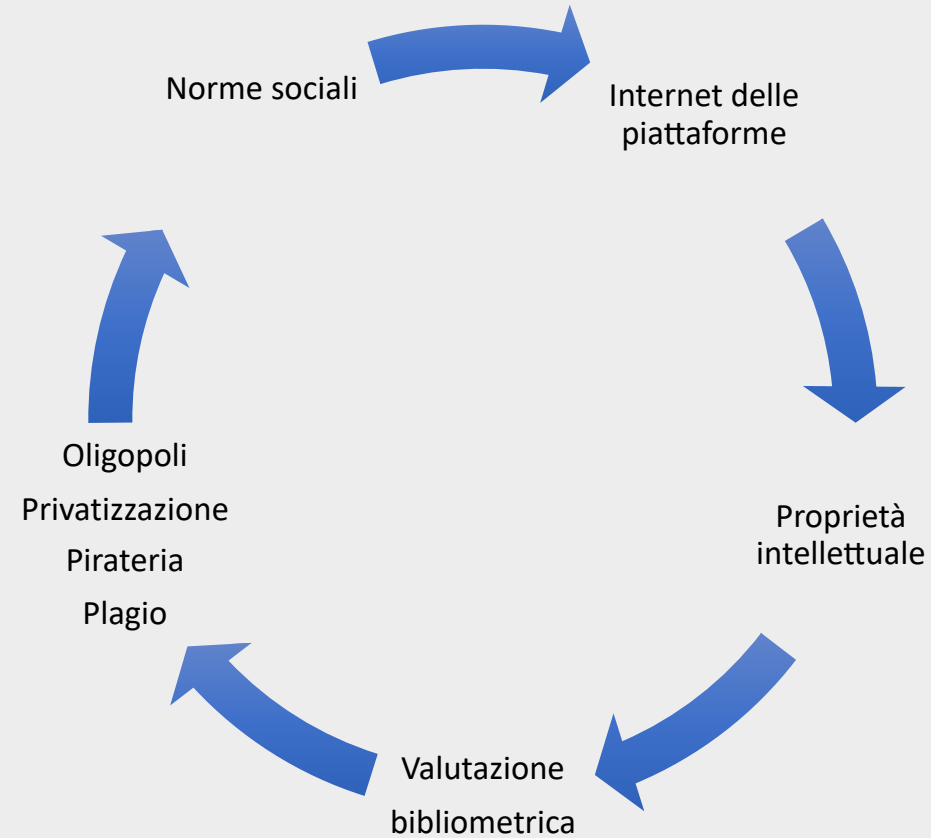 Norme sociali
Internet delle
piattaforme
Proprietà
intellettuale
Valutazione
bibliometrica
Oligopoli
Privatizzazione
Pirateria
Plagio